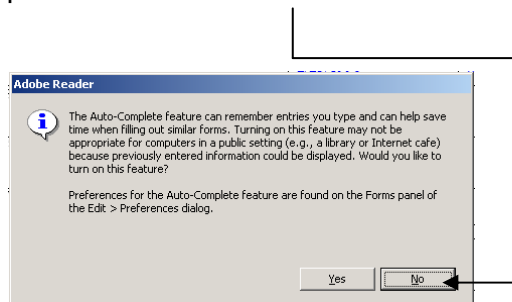 Adobe Reader
The Auto-Complete feature can remember entries you type and can help save
time when filling out similar forms. Turning on this feature may not be
appropriate for computers in a public setting (e.g., a library or Internet cafe)
because previously entered information could be displayed. Would you like to
turn on this feature?
Preferences for the Auto-Complete feature are found on the Forms panel of
the Edit > Preferences dialog.
Yes No